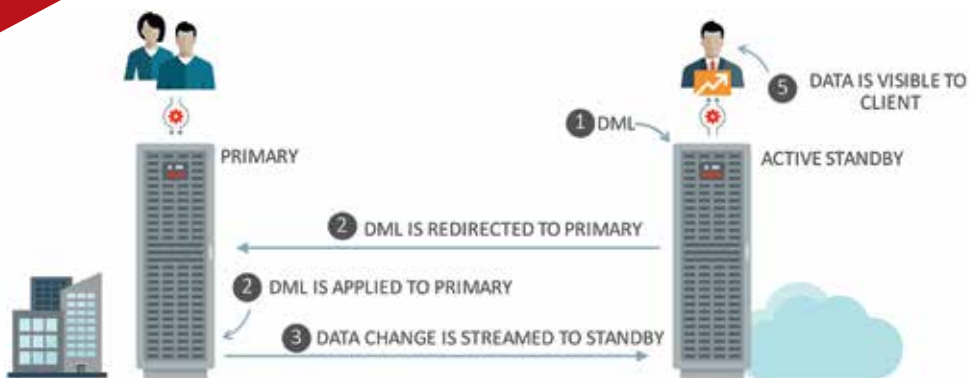 5 DATA IS VISIBLE TO
CLIENT
1 DML
PRIMARY
ACTIVE STANDBY
2 DML IS REDIRECTED TO PRIMARY
2 DML IS APPLIED TO PRIMARY
3 DATA CHANGE IS STREAMED TO STANDBY